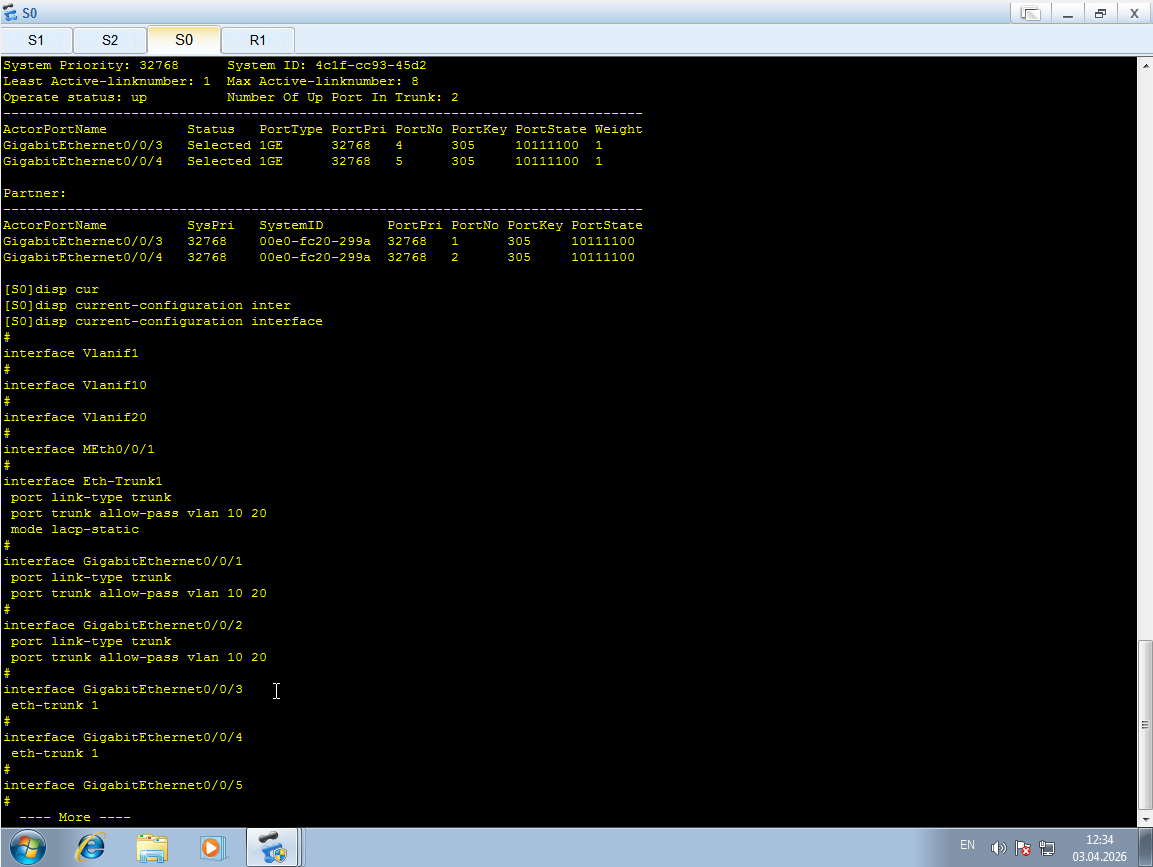 S0
S1 S2 S0 R1
System Priority: 32768 System ID: 4c1f-cc93-45d2
Least Active-linknumber: 1 Max Active-linknumber: 8
Operate status: up Number Of Up Port In Trunk: 2
--------------------------------------------------------------------------------
ActorPortName Status PortType PortPri PortNo PortKey PortState Weight
GigabitEthernet0/0/3 Selected 1GE 32768 4 305 10111100 1
GigabitEthernet0/0/4 Selected 1GE 32768 5 305 10111100 1
Partner:
--------------------------------------------------------------------------------
ActorPortName SysPri SystemID PortPri PortNo PortKey PortState
GigabitEthernet0/0/3 32768 00e0-fc20-299a 32768 1 305 10111100
GigabitEthernet0/0/4 32768 00e0-fc20-299a 32768 2 305 10111100
[S0]disp cur
[S0]disp current-configuration inter
[S0]disp current-configuration interface
#
interface Vlanif1
#
interface Vlanif10
#
interface Vlanif20
#
interface MEth0/0/1
#
interface Eth-Trunk1
port link-type trunk
port trunk allow-pass vlan 10 20
mode lacp-static
#
interface GigabitEthernet0/0/1
port link-type trunk
port trunk allow-pass vlan 10 20
#
interface GigabitEthernet0/0/2
port link-type trunk
port trunk allow-pass vlan 10 20
#
interface GigabitEthernet0/0/3
eth-trunk 1
#
interface GigabitEthernet0/0/4
eth-trunk 1
#
interface GigabitEthernet0/0/5
#
---- More ----
EN
12:34
03.04.2026